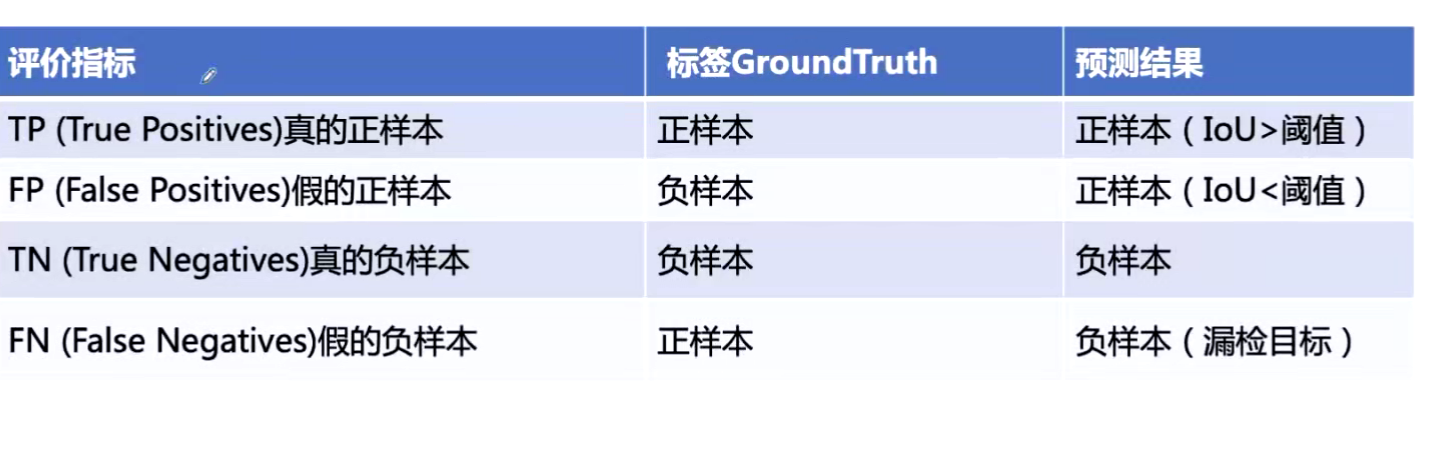 评价指标 标签GroundTruth 预测结果
TP (True Positives)真的正样本 正样本 正样本（IoU>阈值）
FP (False Positives)假的正样本 负样本 正样本（IoU<阈值）
TN (True Negatives)真的负样本 负样本 负样本
FN (False Negatives)假的负样本 正样本 负样本（漏检目标）